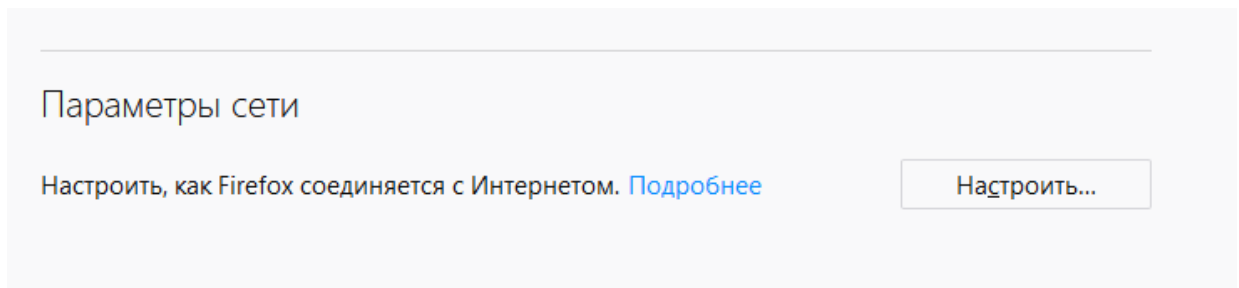 Параметры сети
Настроить, как Firefox соединяется с Интернетом. Подробнее
Настроить...